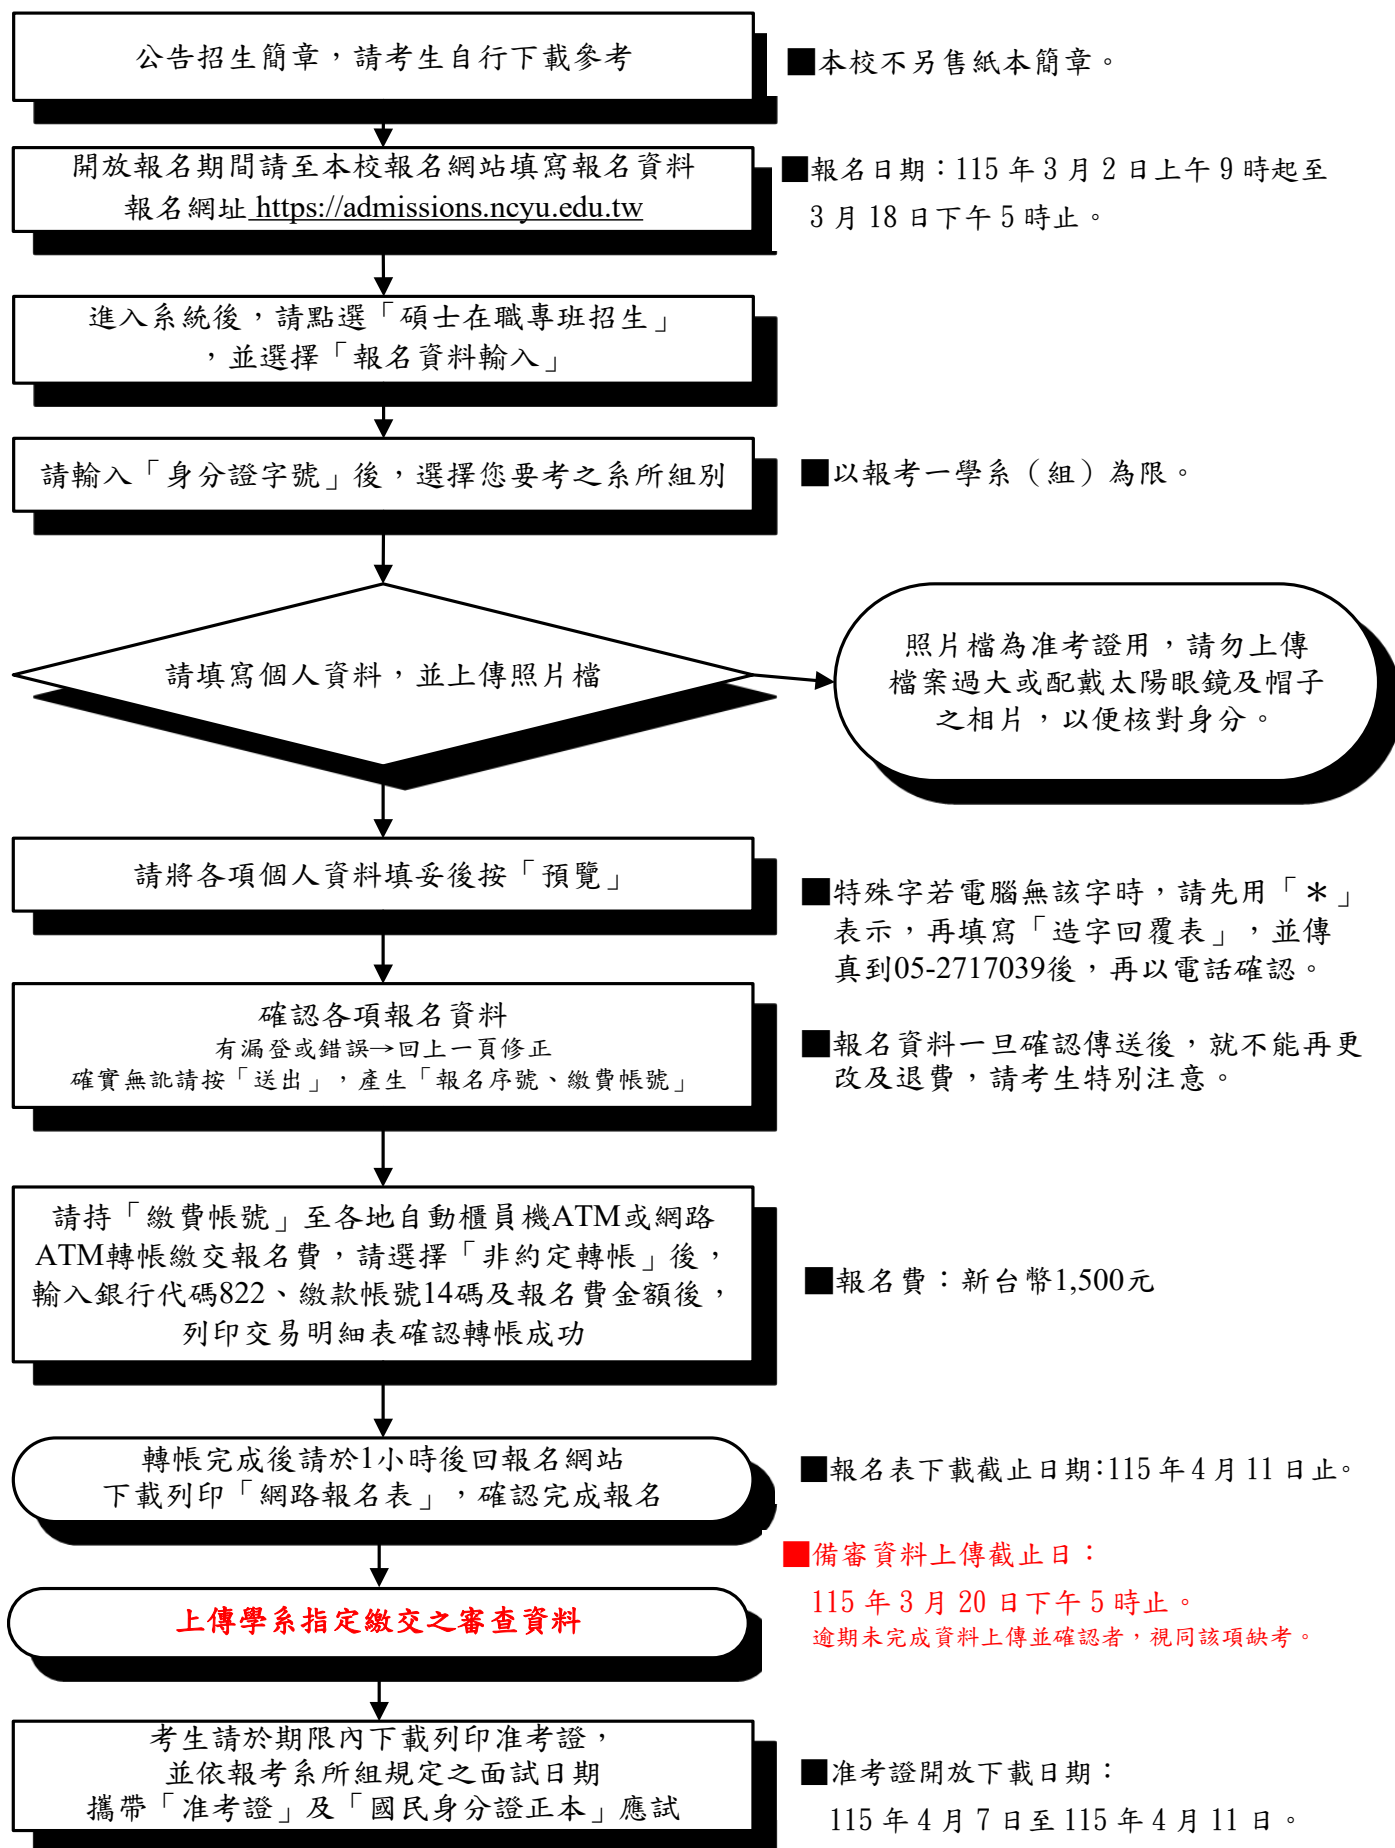 公告招生簡章，請考生自行下載參考
■本校不另售紙本簡章。
開放報名期間請至本校報名網站填寫報名資料
報名網址 https://admissions.ncyu.edu.tw
■報名日期：115 年 3 月 2 日上午 9 時起至
3 月 18 日下午 5 時止。
進入系統後，請點選「碩士在職專班招生」
，並選擇「報名資料輸入」
請輸入「身分證字號」後，選擇您要考之系所組別
■以報考一學系（組）為限。
請填寫個人資料，並上傳照片檔
照片檔為准考證用，請勿上傳
檔案過大或配戴太陽眼鏡及帽子
之相片，以便核對身分。
請將各項個人資料填妥後按「預覽」
■特殊字若電腦無該字時，請先用「＊」
表示，再填寫「造字回覆表」，並傳
真到05-2717039後，再以電話確認。
確認各項報名資料
有漏登或錯誤→回上一頁修正
確實無訛請按「送出」，產生「報名序號、繳費帳號」
■報名資料一旦確認傳送後，就不能再更
改及退費，請考生特別注意。
請持「繳費帳號」至各地自動櫃員機ATM或網路
ATM轉帳繳交報名費，請選擇「非約定轉帳」後，
輸入銀行代碼822、繳款帳號14碼及報名費金額後，
列印交易明細表確認轉帳成功
■報名費：新台幣1,500元
轉帳完成後請於1小時後回報名網站
下載列印「網路報名表」，確認完成報名
■報名表下載截止日期：115 年 4 月 11 日止。
■備審資料上傳截止日：
115 年 3 月 20 日下午 5 時止。
逾期未完成資料上傳並確認者，視同該項缺考。
上傳學系指定繳交之審查資料
考生請於期限內下載列印准考證，
並依報考系所組規定之面試日期
攜帶「准考證」及「國民身分證正本」應試
■准考證開放下載日期：
115 年 4 月 7 日至 115 年 4 月 11 日。